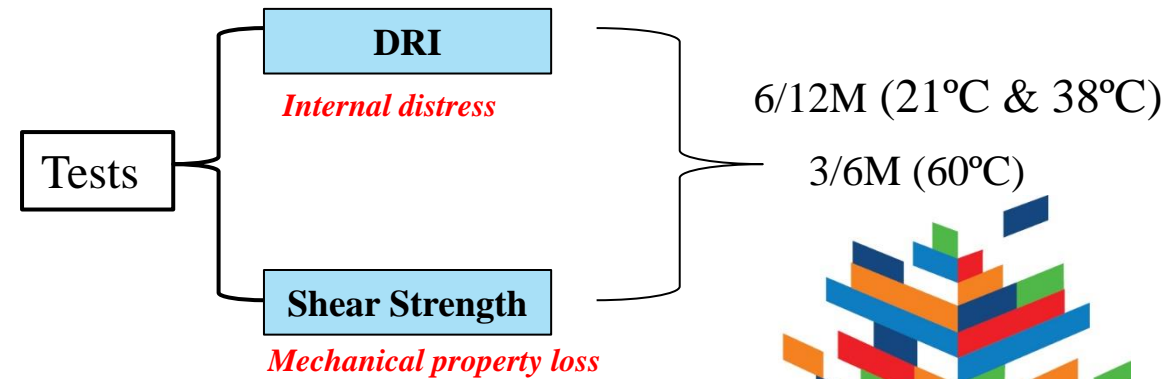 Tests
DRI
Internal distress
Shear Strength
Mechanical property loss
6/12M (21ºC & 38ºC)
3/6M (60ºC)